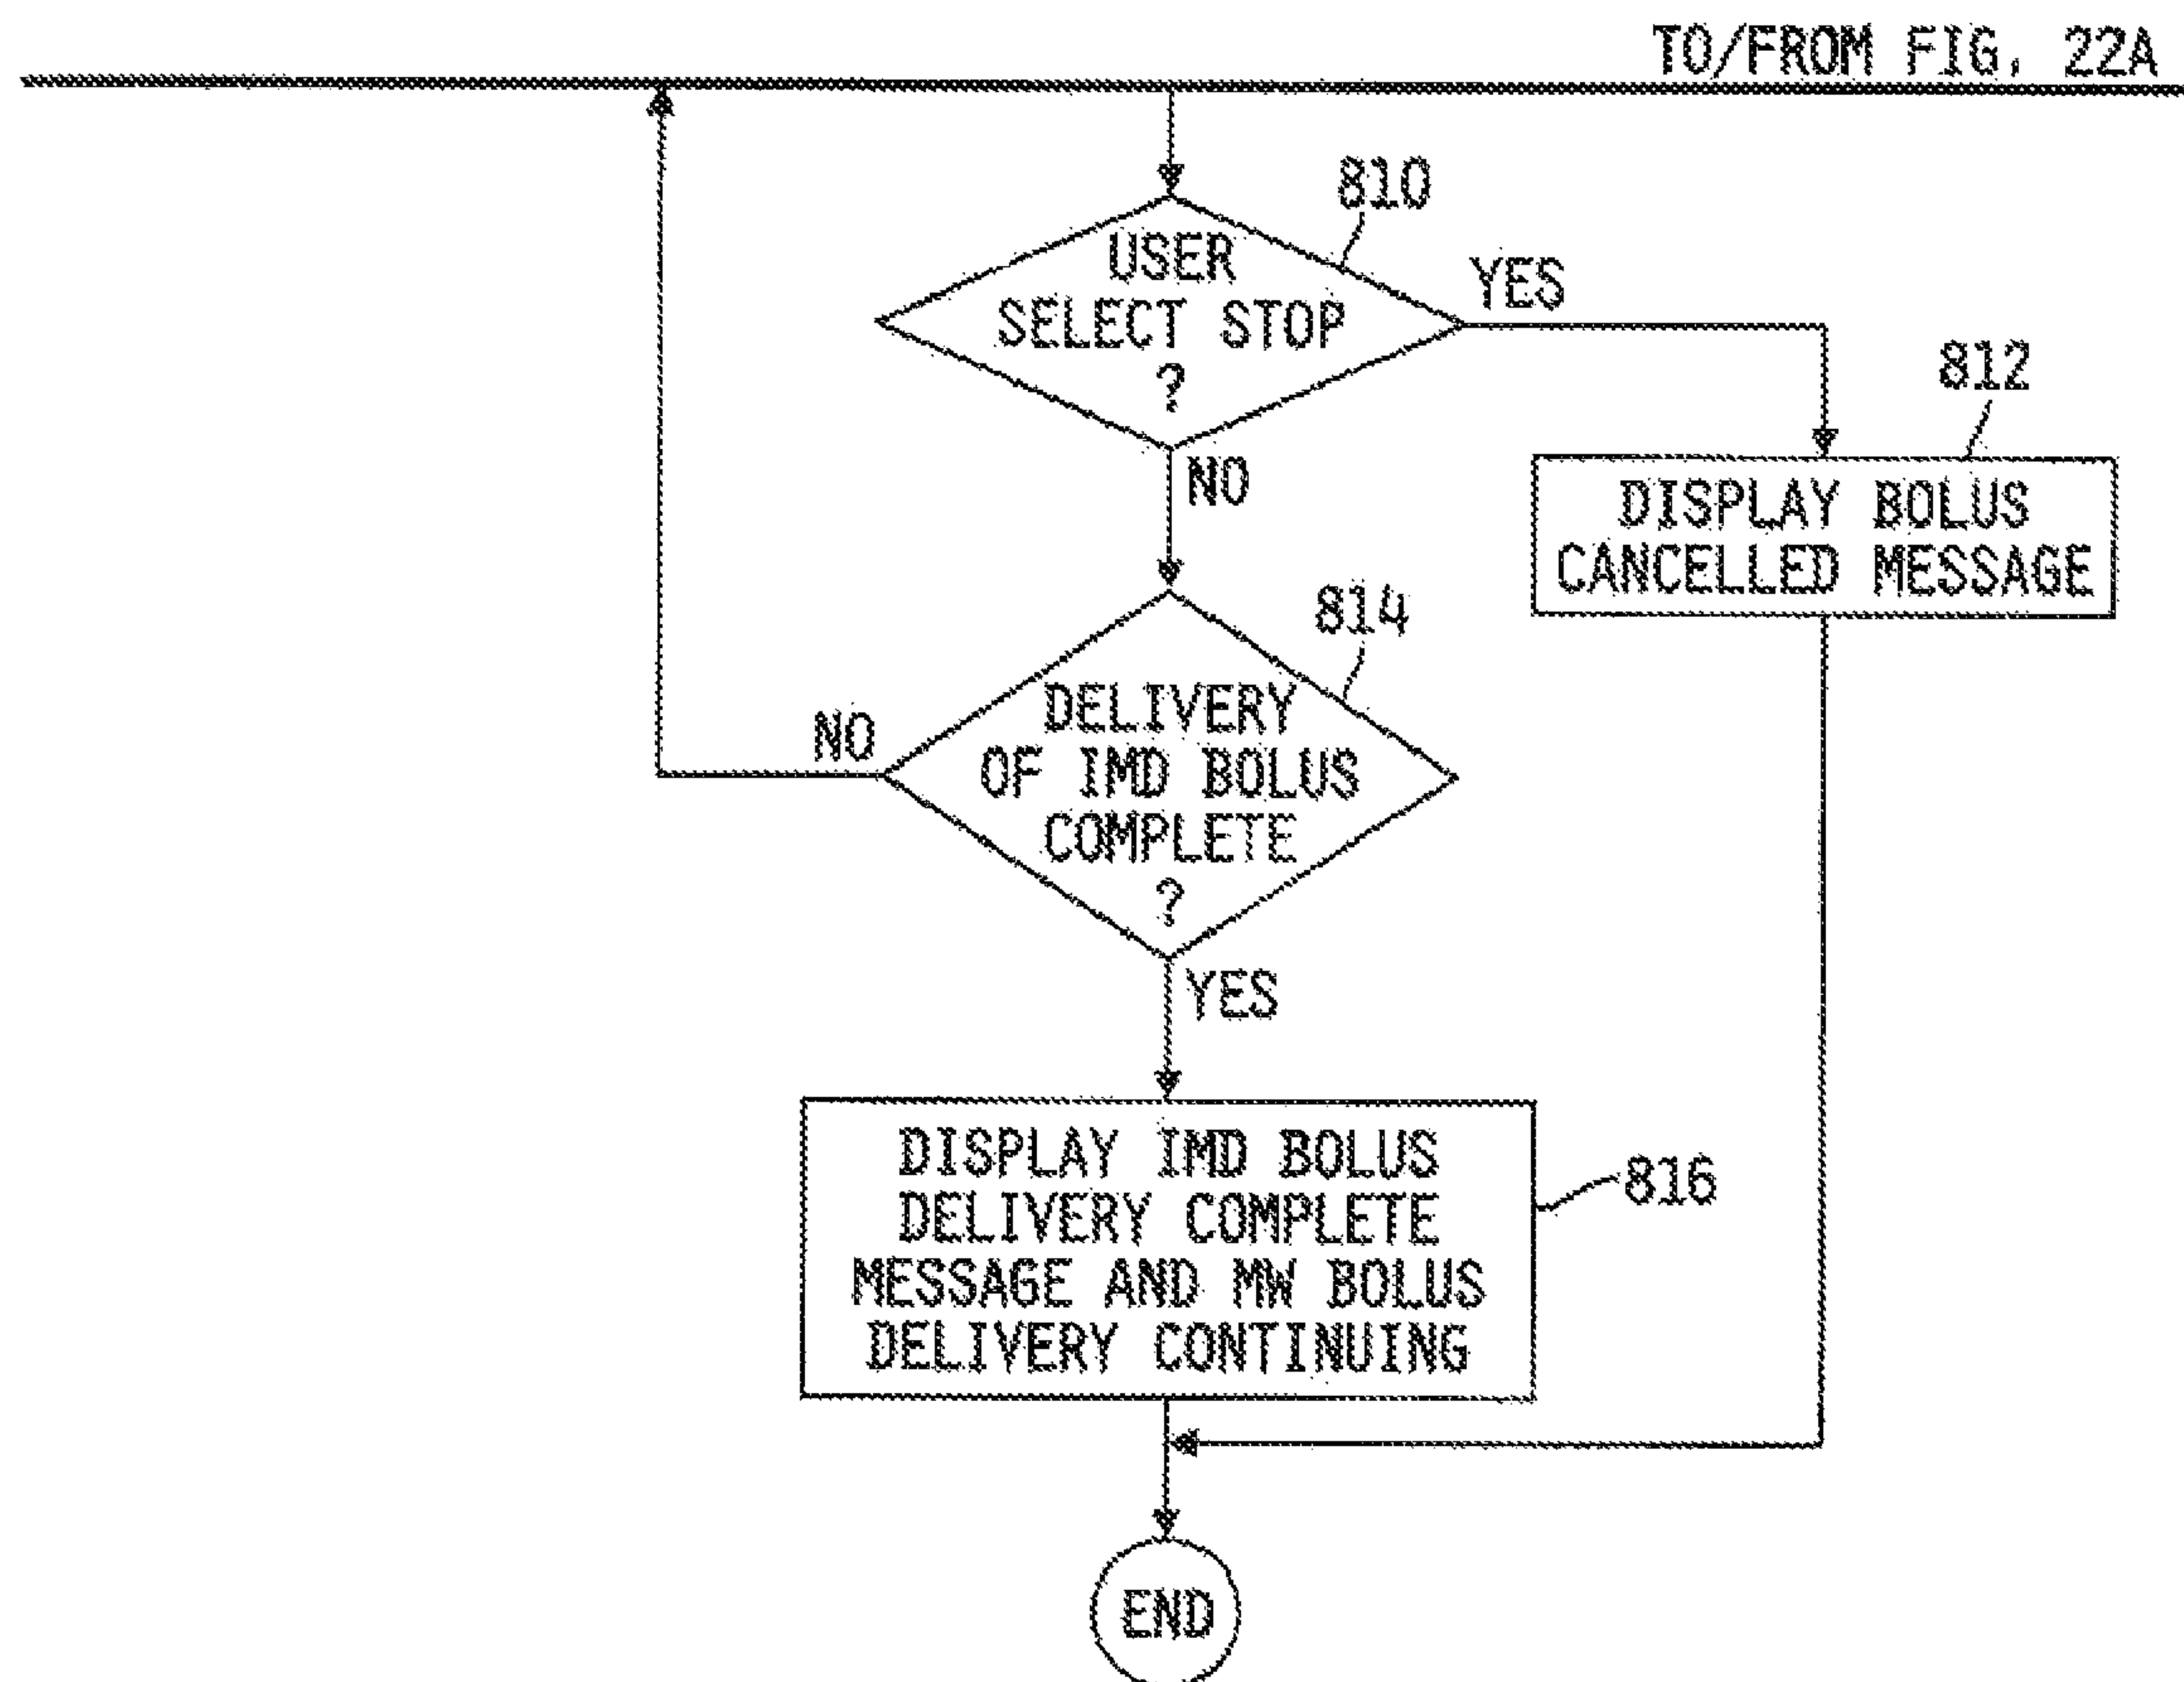 TO/FROM FIG. 22A
810
USER
SELECT STOP
?
YES
812
NO
DISPLAY BOLUS
CANCELLED MESSAGE
814
DELIVERY
OF IMD BOLUS
COMPLETE
?
NO
YES
DISPLAY IMD BOLUS
DELIVERY COMPLETE
MESSAGE AND MW BOLUS
DELIVERY CONTINUING
816
END